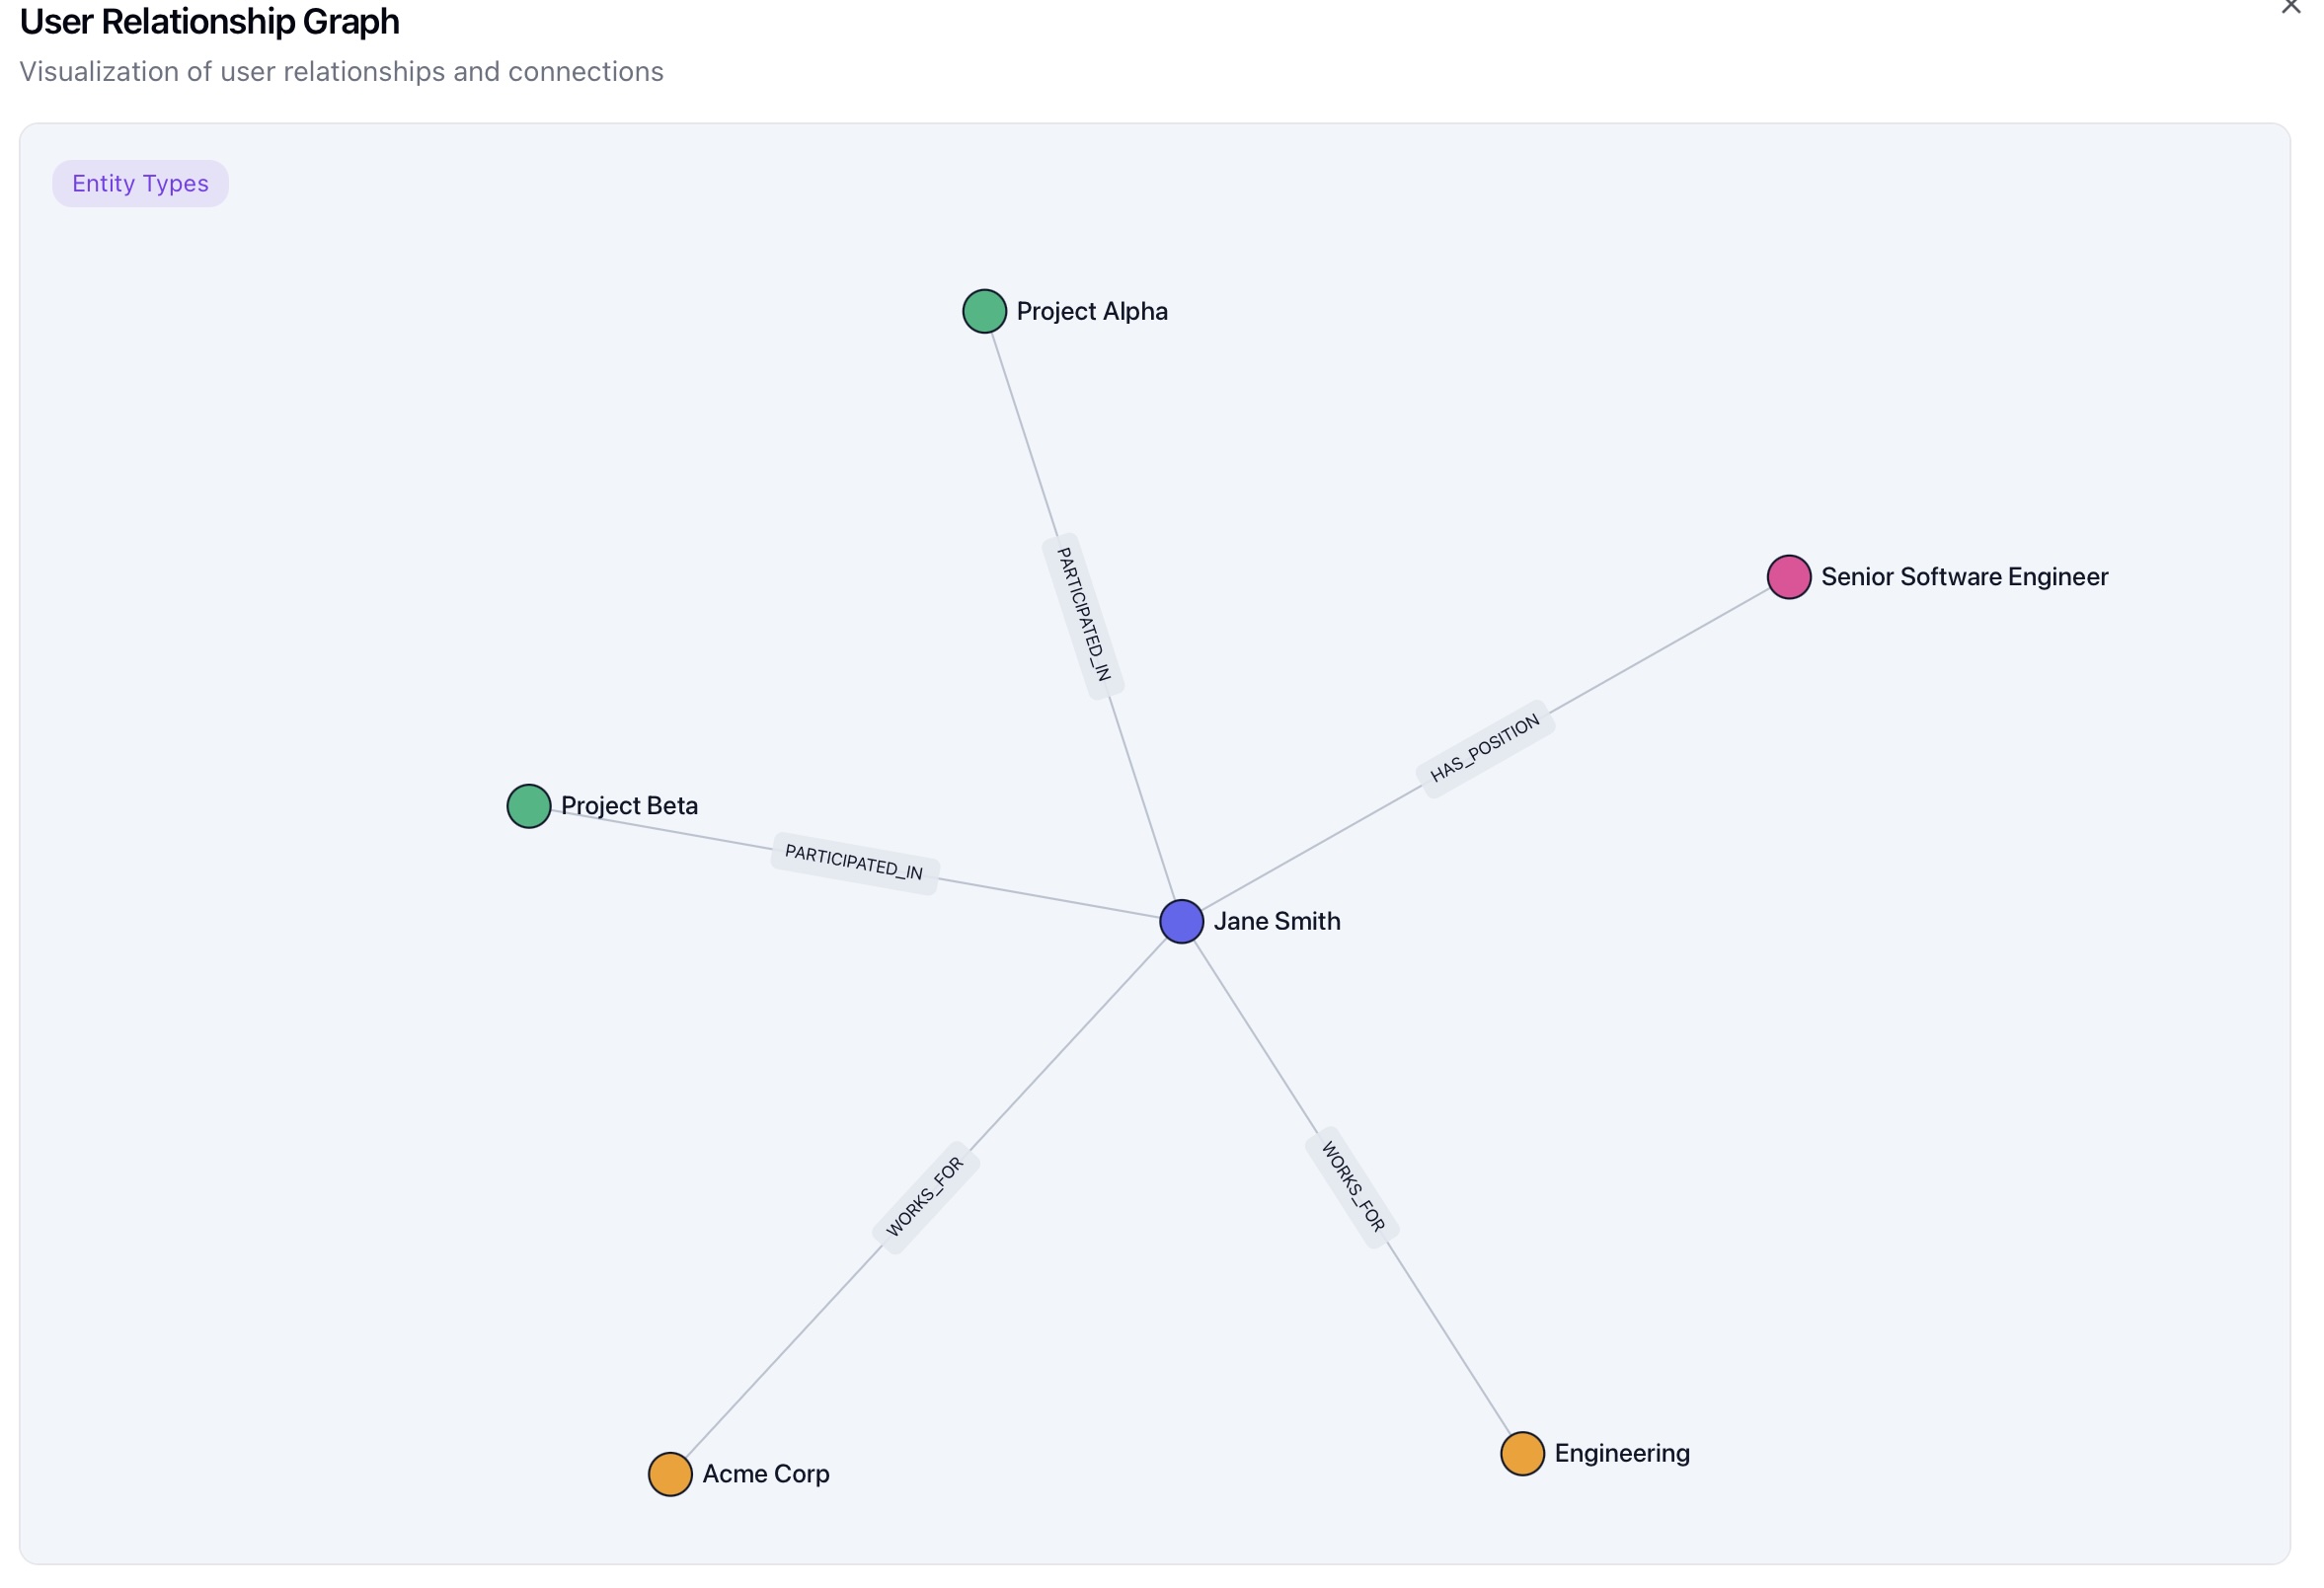 User Relationship Graph
Visualization of user relationships and connections
Entity Types
Project Alpha
PARTICIPATED_IN
Senior Software Engineer
HAS_POSITION
Project Beta
PARTICIPATED_IN
Jane Smith
WORKS_FOR
WORKS_FOR
Acme Corp
Engineering